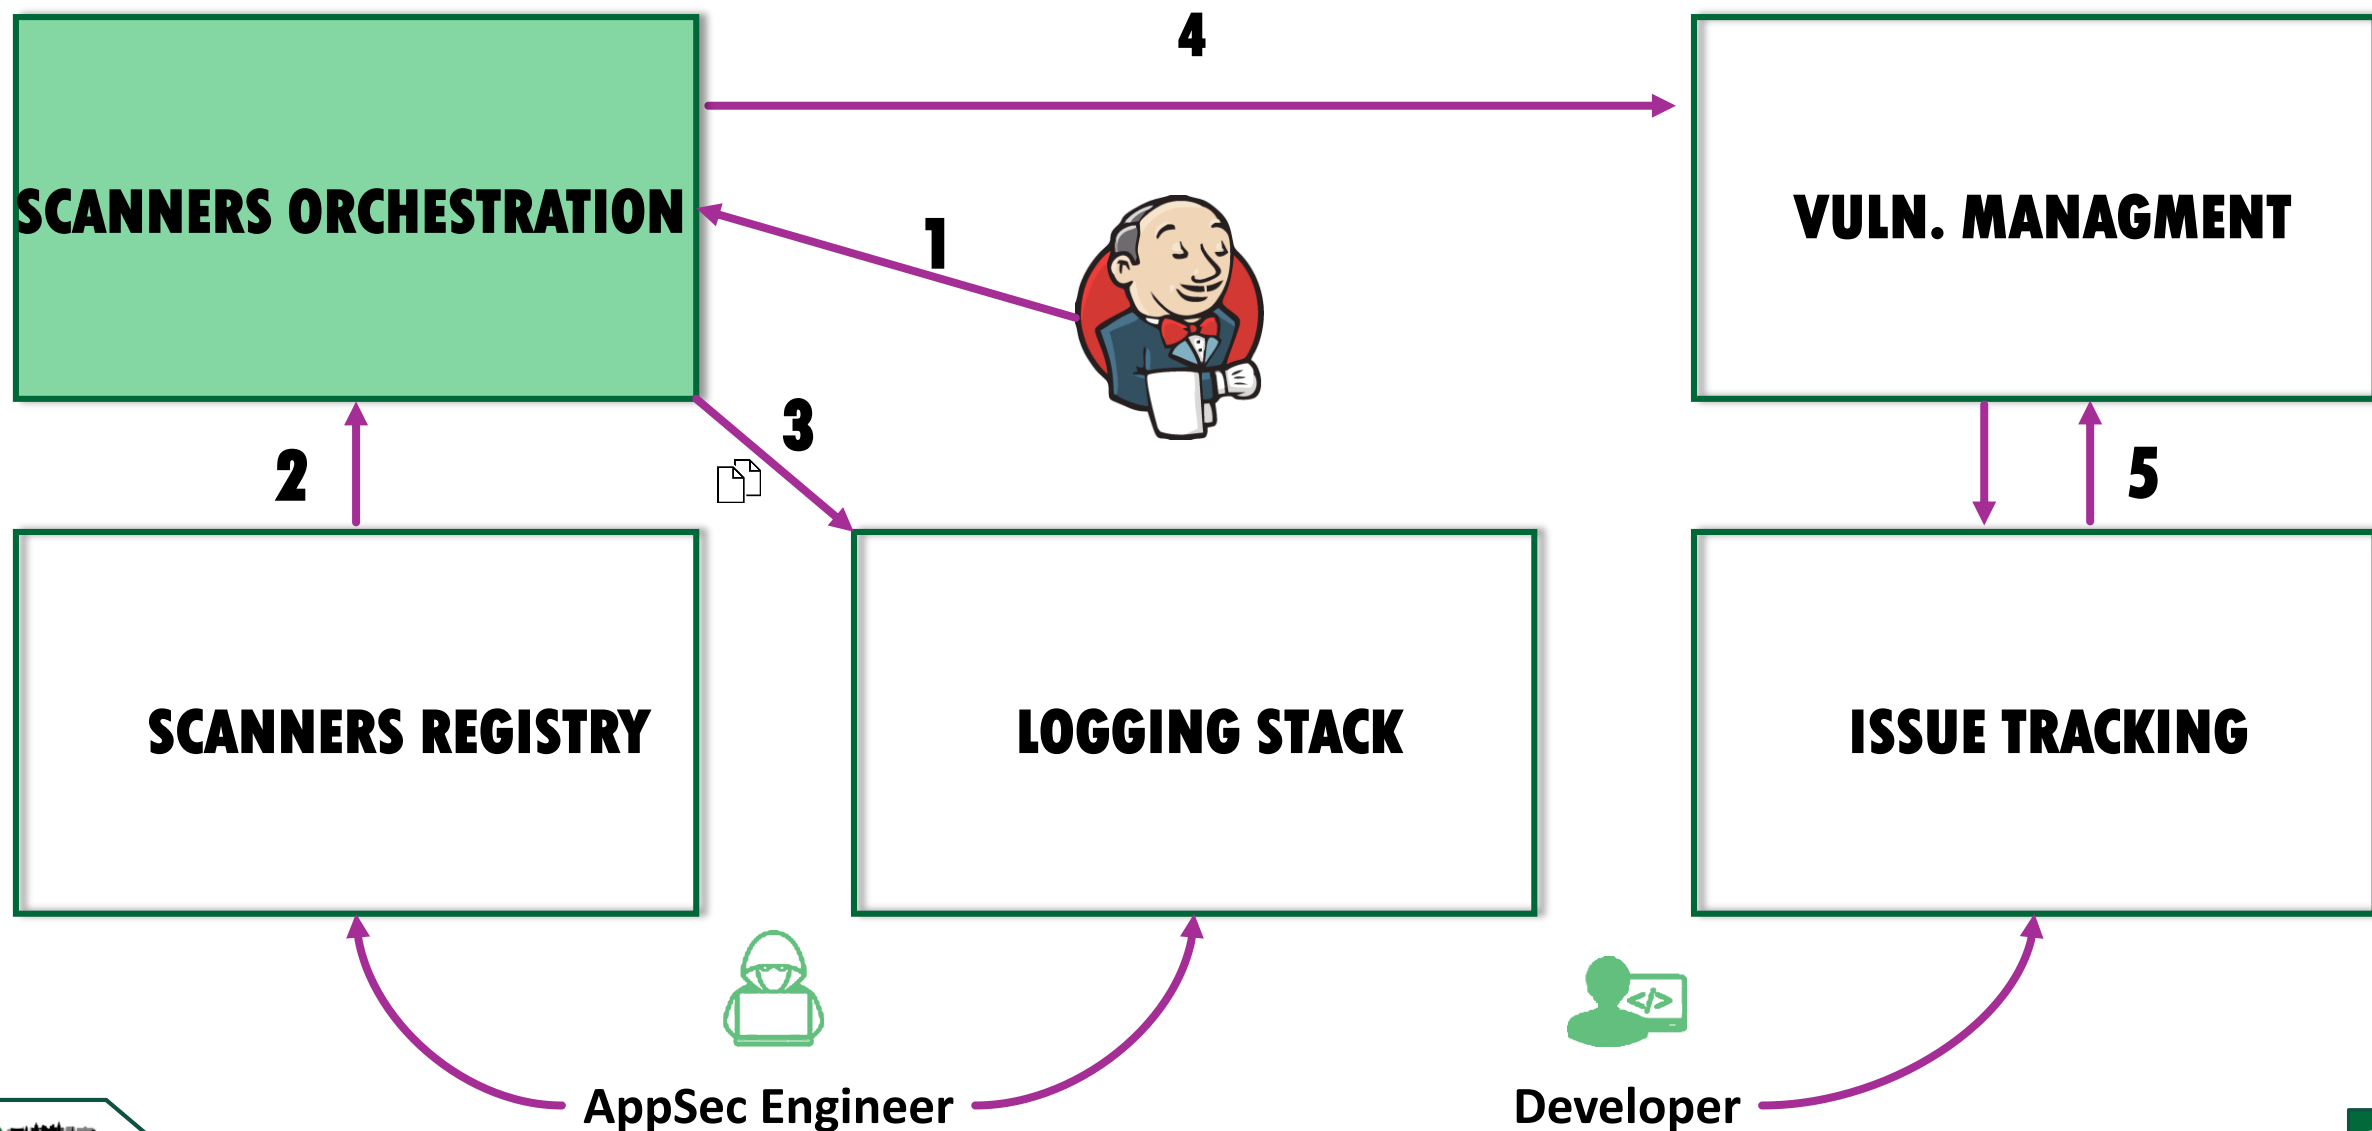 4
SCANNERS ORCHESTRATION
1
VULN. MANAGMENT
2
3
5
SCANNERS REGISTRY
LOGGING STACK
ISSUE TRACKING
</>
AppSec Engineer
Developer